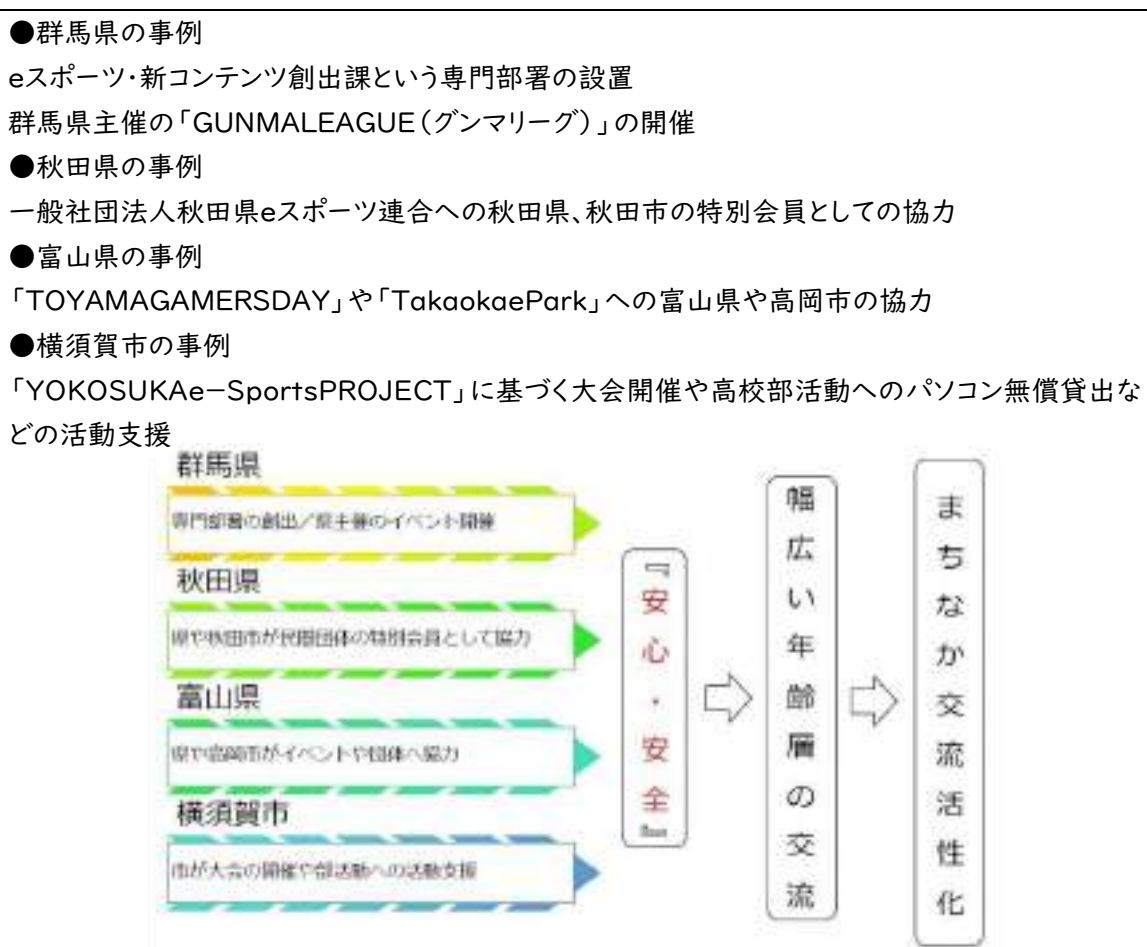 ●群馬県の事例
eスポーツ・新コンテンツ創出課という専門部署の設置
群馬県主催の「GUNMALEAGUE(グンマリーグ)」の開催
●秋田県の事例
一般社団法人秋田県eスポーツ連合への秋田県、秋田市の特別会員としての協力
●富山県の事例
「TOYAMAGAMERSDAY」や「TakaokaePark」への富山県や高岡市の協力
●横須賀市の事例
「YOKOSUKAe−SportsPROJECT」に基づく大会開催や高校部活動へのパソコン無償貸出な
どの活動支援
群馬県
専門部署の創出/県主催のイベント開催
秋田県
県や秋田市が民間団体の特別会員として協力
富山県
県や高岡市がイベントや団体へ協力
横須賀市
市が大会の開催や部活動への活動支援
『安心・安全』
幅広い年齢層の交流
まちなか交流活性化